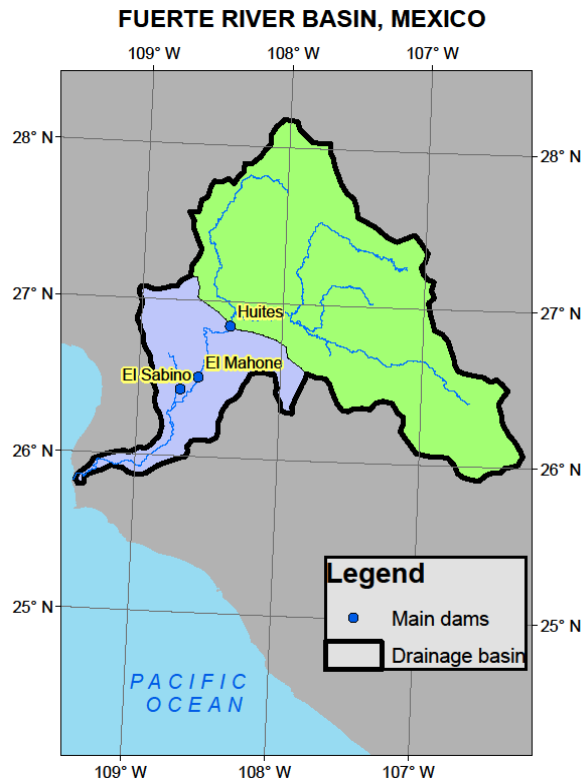 FUERTE RIVER BASIN, MEXICO
109° W
108° W
107° W
28° N
28° N
27° N
27° N
Huites
El Mahone
El Sabino
26° N
26° N
Legend
Main dams
Drainage basin
25° N
25° N
PACIFIC
OCEAN
109° W
108° W
107° W